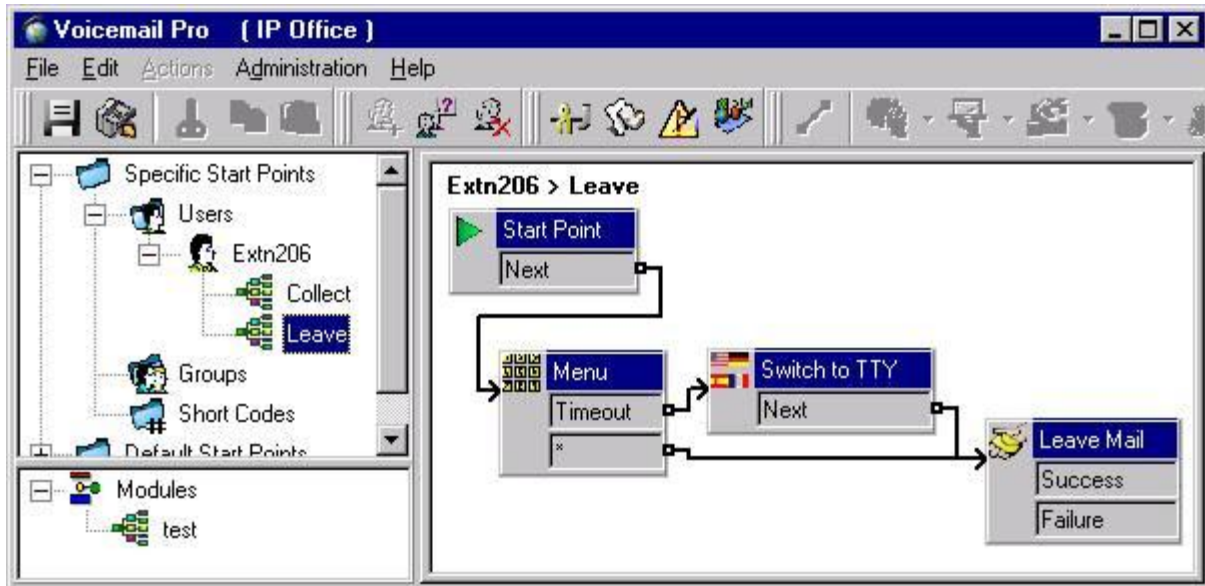 Voicemail Pro ( IP Office )
File Edit Actions Administration Help
Specific Start Points
Users
Extn206
Collect
Leave
Groups
Short Codes
Default Start Points
Modules
test
Extn206 > Leave
Start Point
Next
Menu
Timeout
*
Switch to TTY
Next
Leave Mail
Success
Failure